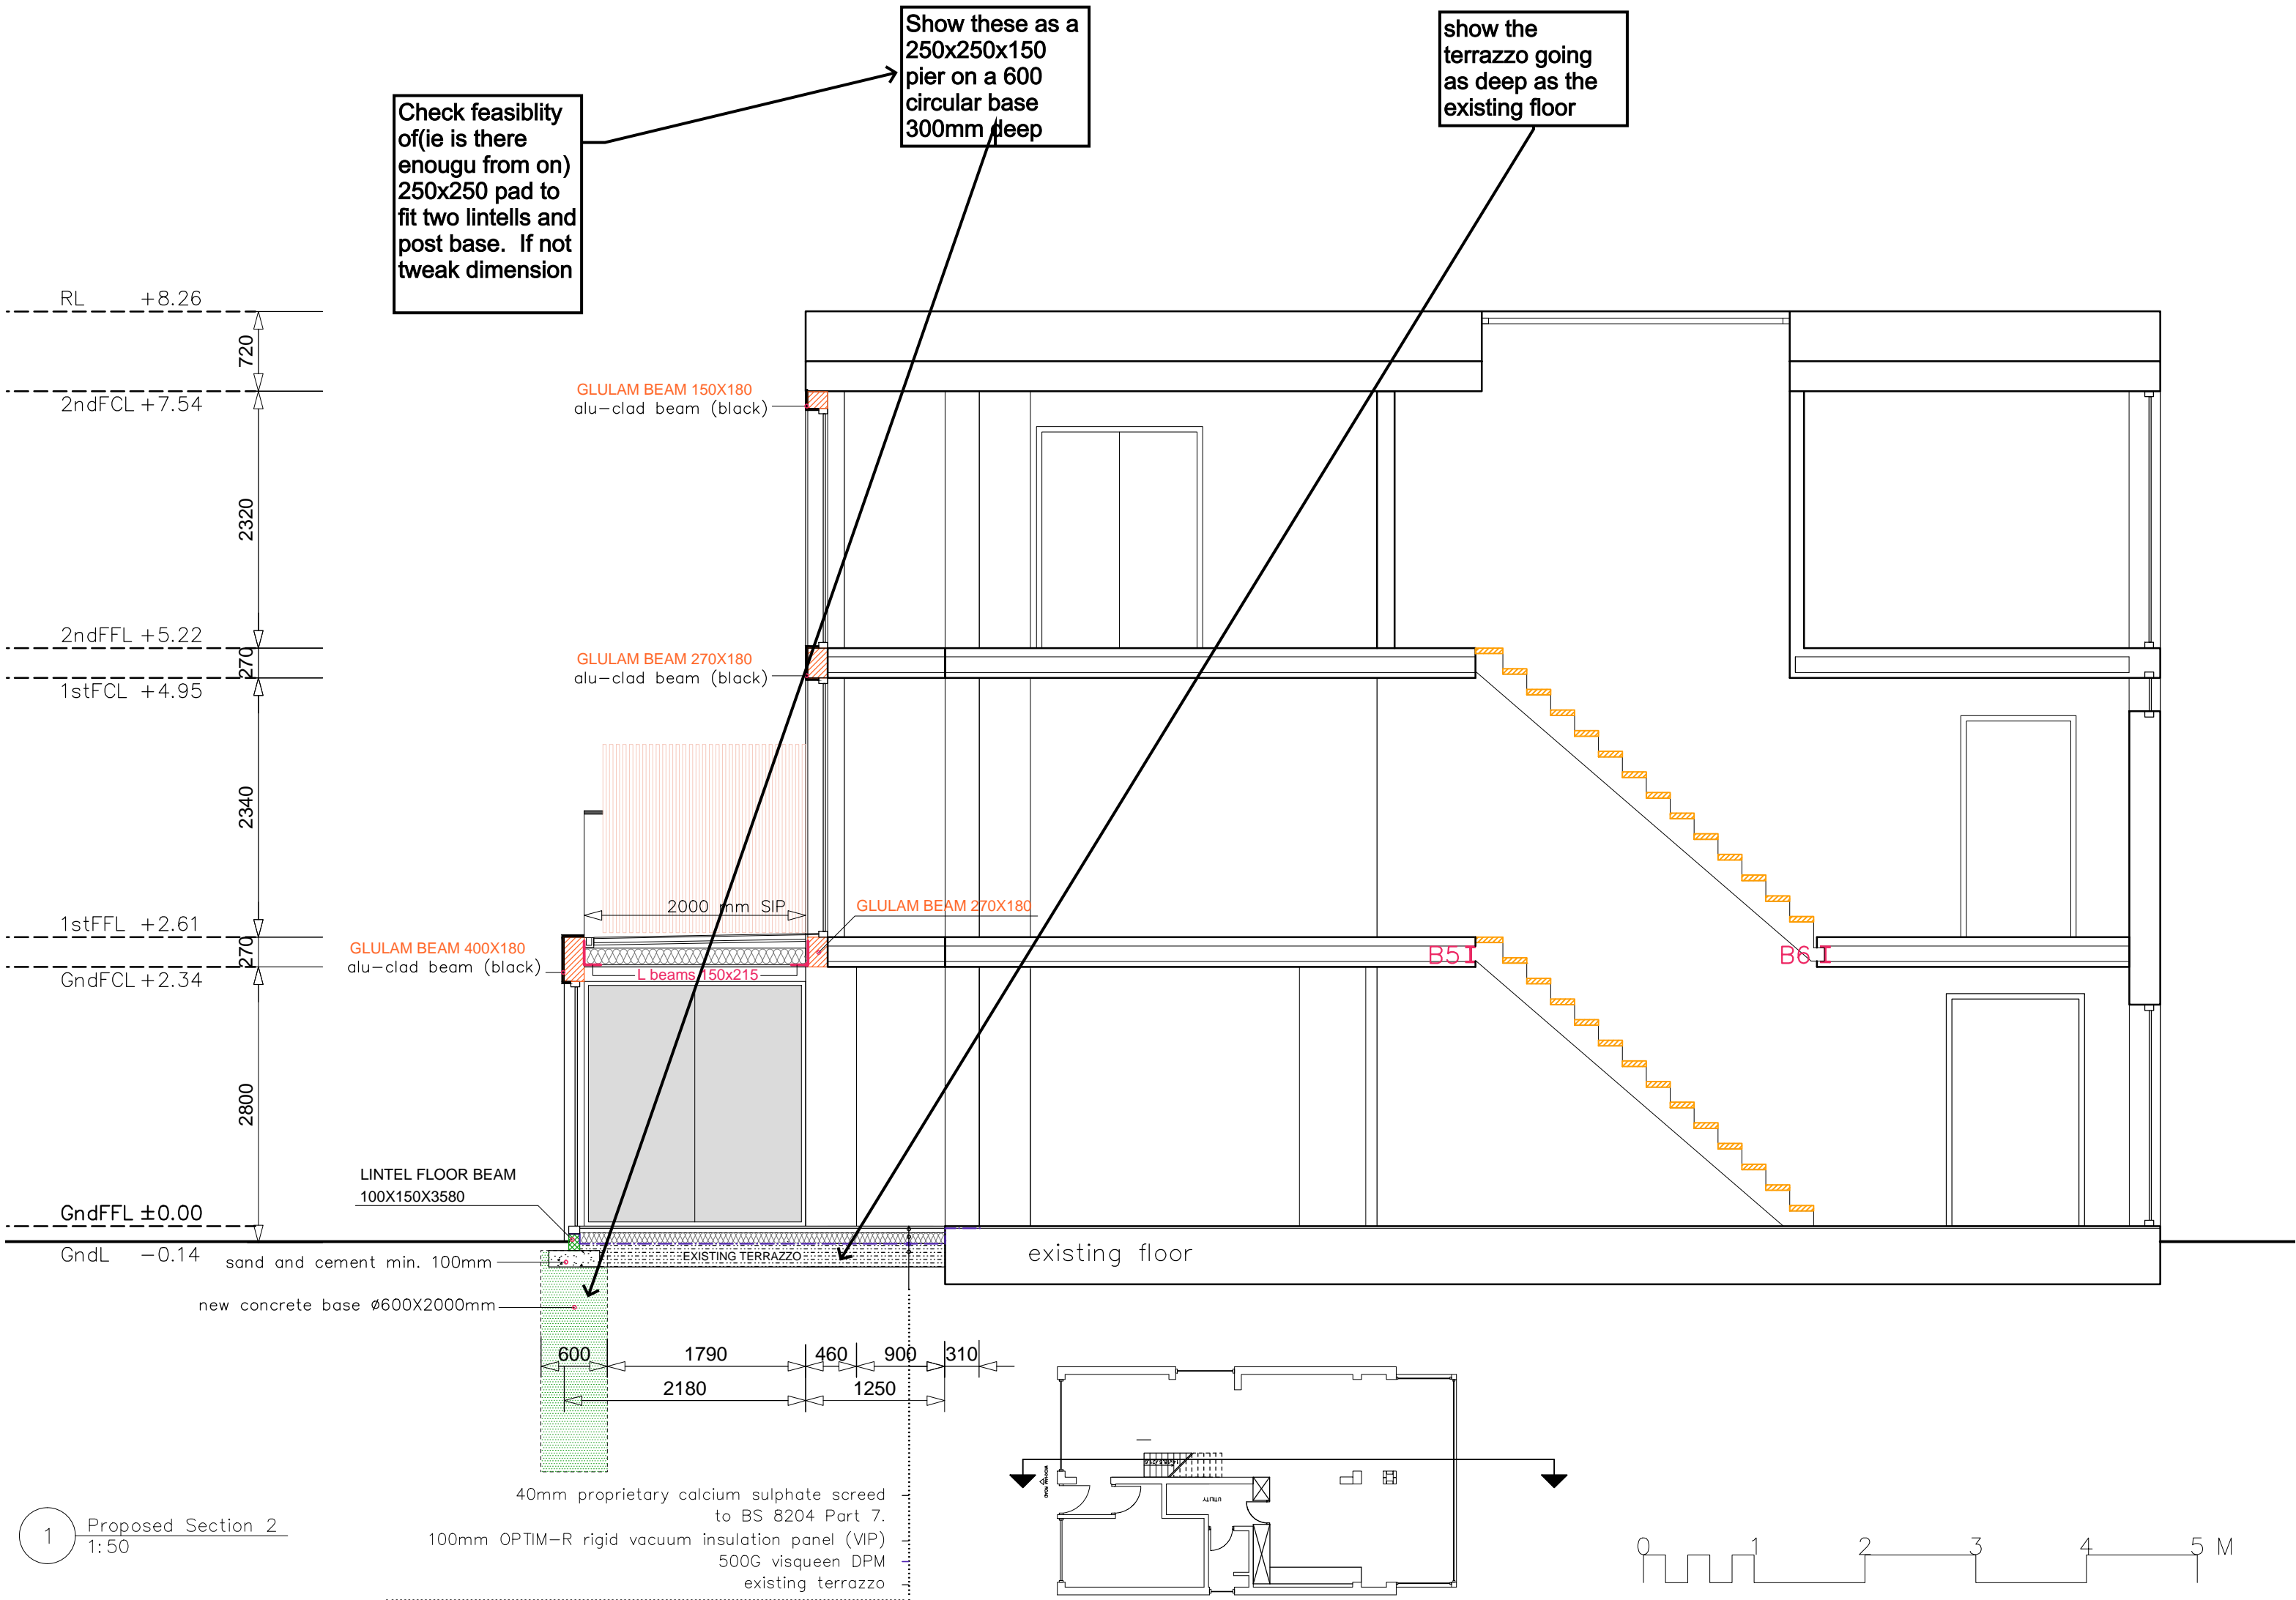 Show these as a
250x250x150
pier on a 600
circular base
300mm deep
show the
terrazzo going
as deep as the
existing floor
Check feasiblity
of(ie is there
enougu from on)
250x250 pad to
fit two lintells and
post base. If not
tweak dimension
RL +8.26
720
2ndFCL +7.54
GLULAM BEAM 150X180
alu-clad beam (black)
2320
2ndFFL +5.22
270
1stFCL +4.95
GLULAM BEAM 270X180
alu-clad beam (black)
2340
2000 mm SIP
GLULAM BEAM 270X180
1stFFL +2.61
270
GndFCL +2.34
GLULAM BEAM 400X180
alu-clad beam (black)
L beams 150x215
B5I
B6 I
2800
LINTEL FLOOR BEAM
100X150X3580
GndFFL ±0.00
GndL -0.14
sand and cement min. 100mm
EXISTING TERRAZZO
existing floor
new concrete base Ø600X2000mm
600 1790 460 900 310
2180 1250
40mm proprietary calcium sulphate screed
to BS 8204 Part 7.
100mm OPTIM-R rigid vacuum insulation panel (VIP)
500G visqueen DPM
existing terrazzo
UTILITY
1
Proposed Section 2
1:50
0 1 2 3 4 5 M